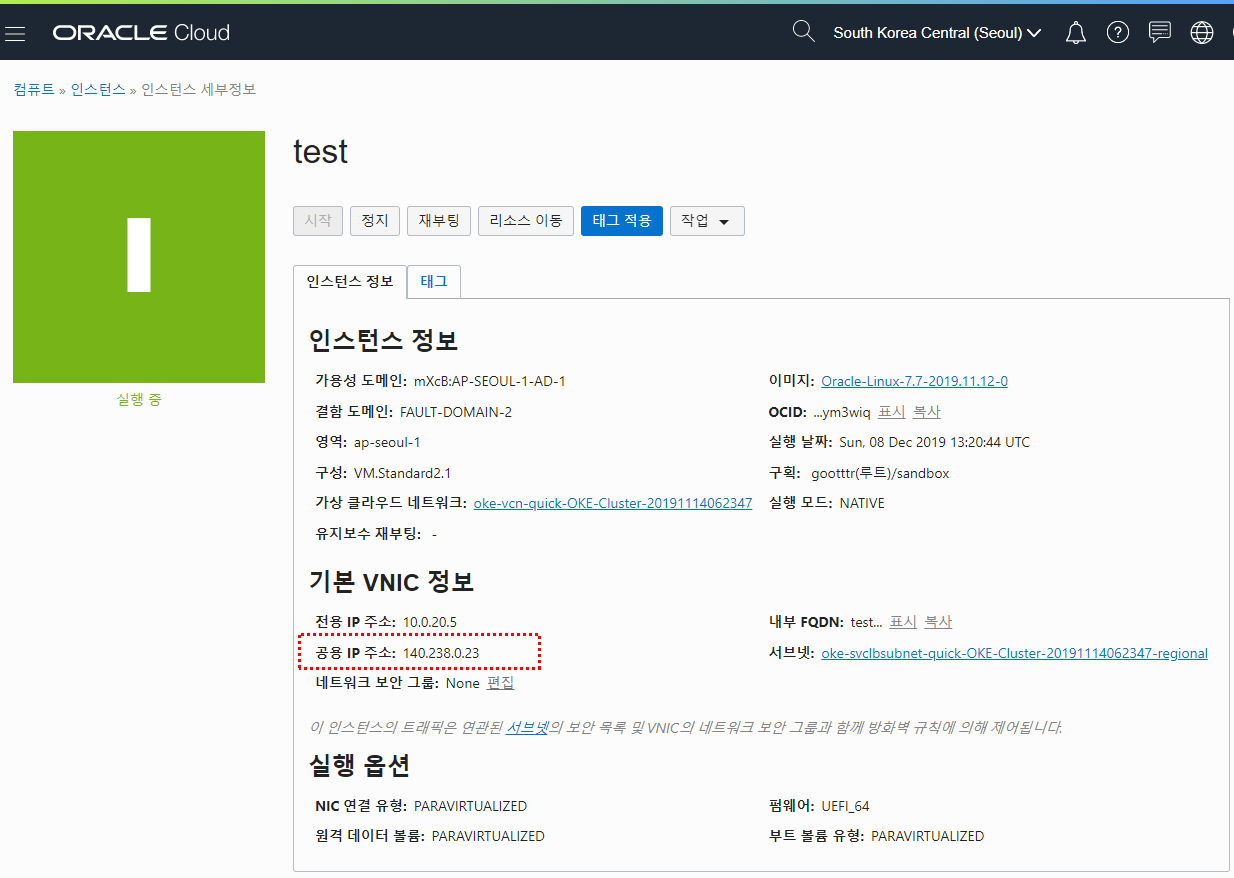 ORACLE Cloud
South Korea Central (Seoul)
컴퓨트 » 인스턴스 » 인스턴스 세부정보
test
시작 정지 재부팅 리소스 이동 태그 적용 작업
실행 중
인스턴스 정보 태그
인스턴스 정보
가용성 도메인: mXcB:AP-SEOUL-1-AD-1
이미지: Oracle-Linux-7.7-2019.11.12-0
결함 도메인: FAULT-DOMAIN-2
OCID: ...ym3wiq 표시 복사
영역: ap-seoul-1
실행 날짜: Sun, 08 Dec 2019 13:20:44 UTC
구성: VM.Standard2.1
구획: gootttr(루트)/sandbox
가상 클라우드 네트워크: oke-vcn-quick-OKE-Cluster-20191114062347
실행 모드: NATIVE
유지보수 재부팅: -
기본 VNIC 정보
전용 IP 주소: 10.0.20.5
내부 FQDN: test... 표시 복사
공용 IP 주소: 140.238.0.23
서브넷: oke-svclbsubnet-quick-OKE-Cluster-20191114062347-regional
네트워크 보안 그룹: None 편집
이 인스턴스의 트래픽은 연관된 서브넷의 보안 목록 및 VNIC의 네트워크 보안 그룹과 함께 방화벽 규칙에 의해 제어됩니다.
실행 옵션
NIC 연결 유형: PARAVIRTUALIZED
펌웨어: UEFI_64
원격 데이터 볼륨: PARAVIRTUALIZED
부트 볼륨 유형: PARAVIRTUALIZED